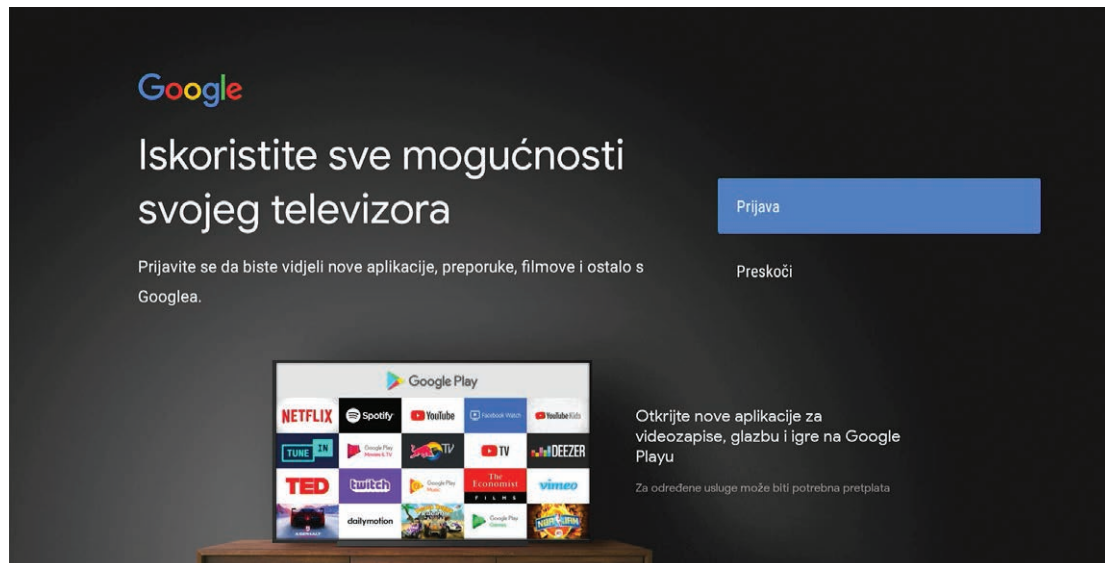 Google
Iskoristite sve mogućnosti
svojeg televizora
Prijavite se da biste vidjeli nove aplikacije, preporuke, filmove i ostalo s
Googlea.
Prijava
Preskoči
Google Play
NETFLIX
Spotify
YouTube
Facebook Watch
YouTube Kids
TUNE IN
Google Play
Movies & TV
TV
TV
DEEZER
TED
twitch
Google Play
Music
The
Economist
FILMS
vimeo
ASPHALT
dailymotion
Google Play
Games
NBA JAM
Otkrijte nove aplikacije za
videozapise, glazbu i igre na Google
Playu
Za određene usluge može biti potrebna pretplata